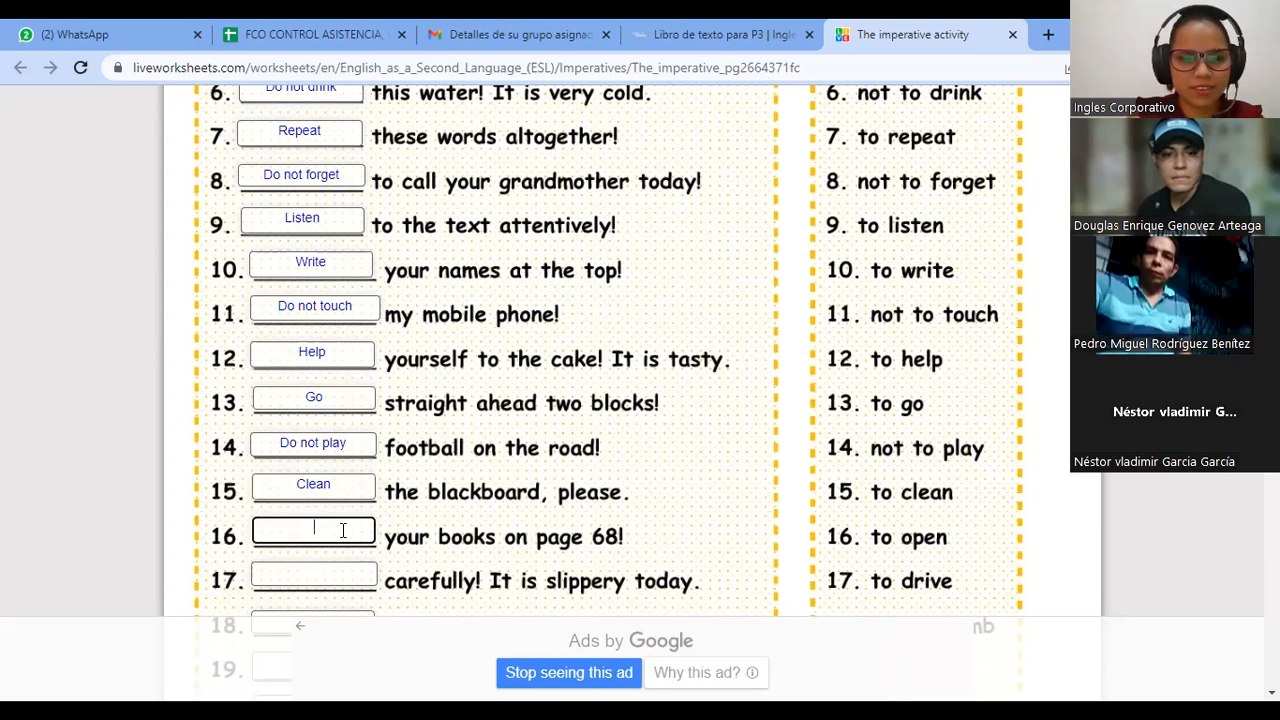 (2) WhatsApp
FCO CONTROL ASISTENCIA,
Detalles de su grupo asignad
Libro de texto para P3 | Ingle
The imperative activity
liveworksheets.com/worksheets/en/English_as_a_Second_Language_(ESL)/Imperatives/The_imperative_pg2664371fc
6. Do not drink this water! It is very cold.
6. not to drink
7. Repeat these words altogether!
7. to repeat
8. Do not forget to call your grandmother today!
8. not to forget
9. Listen to the text attentively!
9. to listen
10. Write your names at the top!
10. to write
11. Do not touch my mobile phone!
11. not to touch
12. Help yourself to the cake! It is tasty.
12. to help
13. Go straight ahead two blocks!
13. to go
14. Do not play football on the road!
14. not to play
15. Clean the blackboard, please.
15. to clean
16. your books on page 68!
16. to open
17. carefully! It is slippery today.
17. to drive
18.
nb
19.
Ads by Google
Stop seeing this ad
Why this ad?
Ingles Corporativo
Douglas Enrique Genovez Arteaga
Pedro Miguel Rodríguez Benítez
Néstor vladimir G...
Néstor vladimir Garcia García